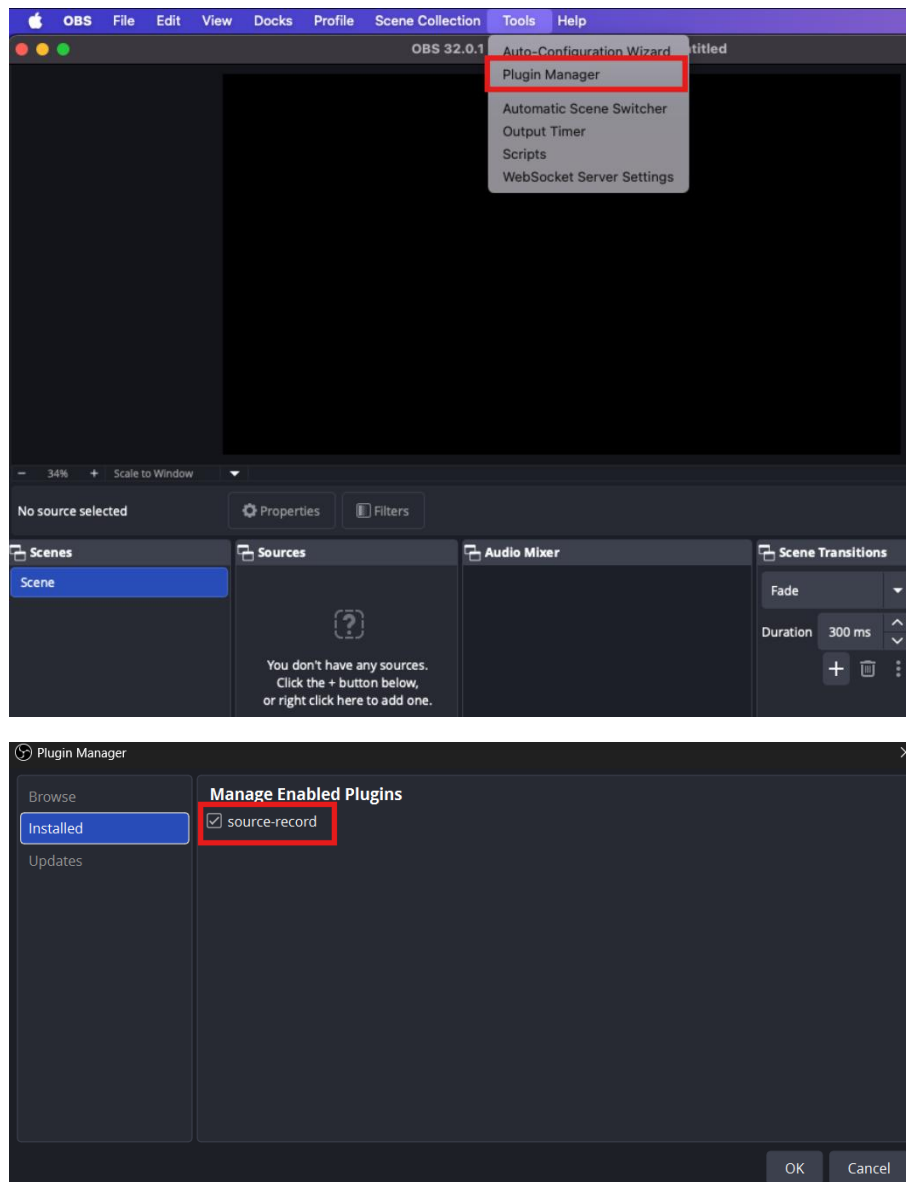 OBS File Edit View Docks Profile Scene Collection Tools Help
OBS 32.0.1 titled
Auto-Configuration Wizard
Plugin Manager
Automatic Scene Switcher
Output Timer
Scripts
WebSocket Server Settings
− 34% + Scale to Window
No source selected Properties Filters
Scenes Sources Audio Mixer Scene Transitions
Scene
Fade
Duration 300 ms
You don't have any sources.
Click the + button below,
or right click here to add one.
Plugin Manager
Browse
Installed
Updates
Manage Enabled Plugins
source-record
OK Cancel